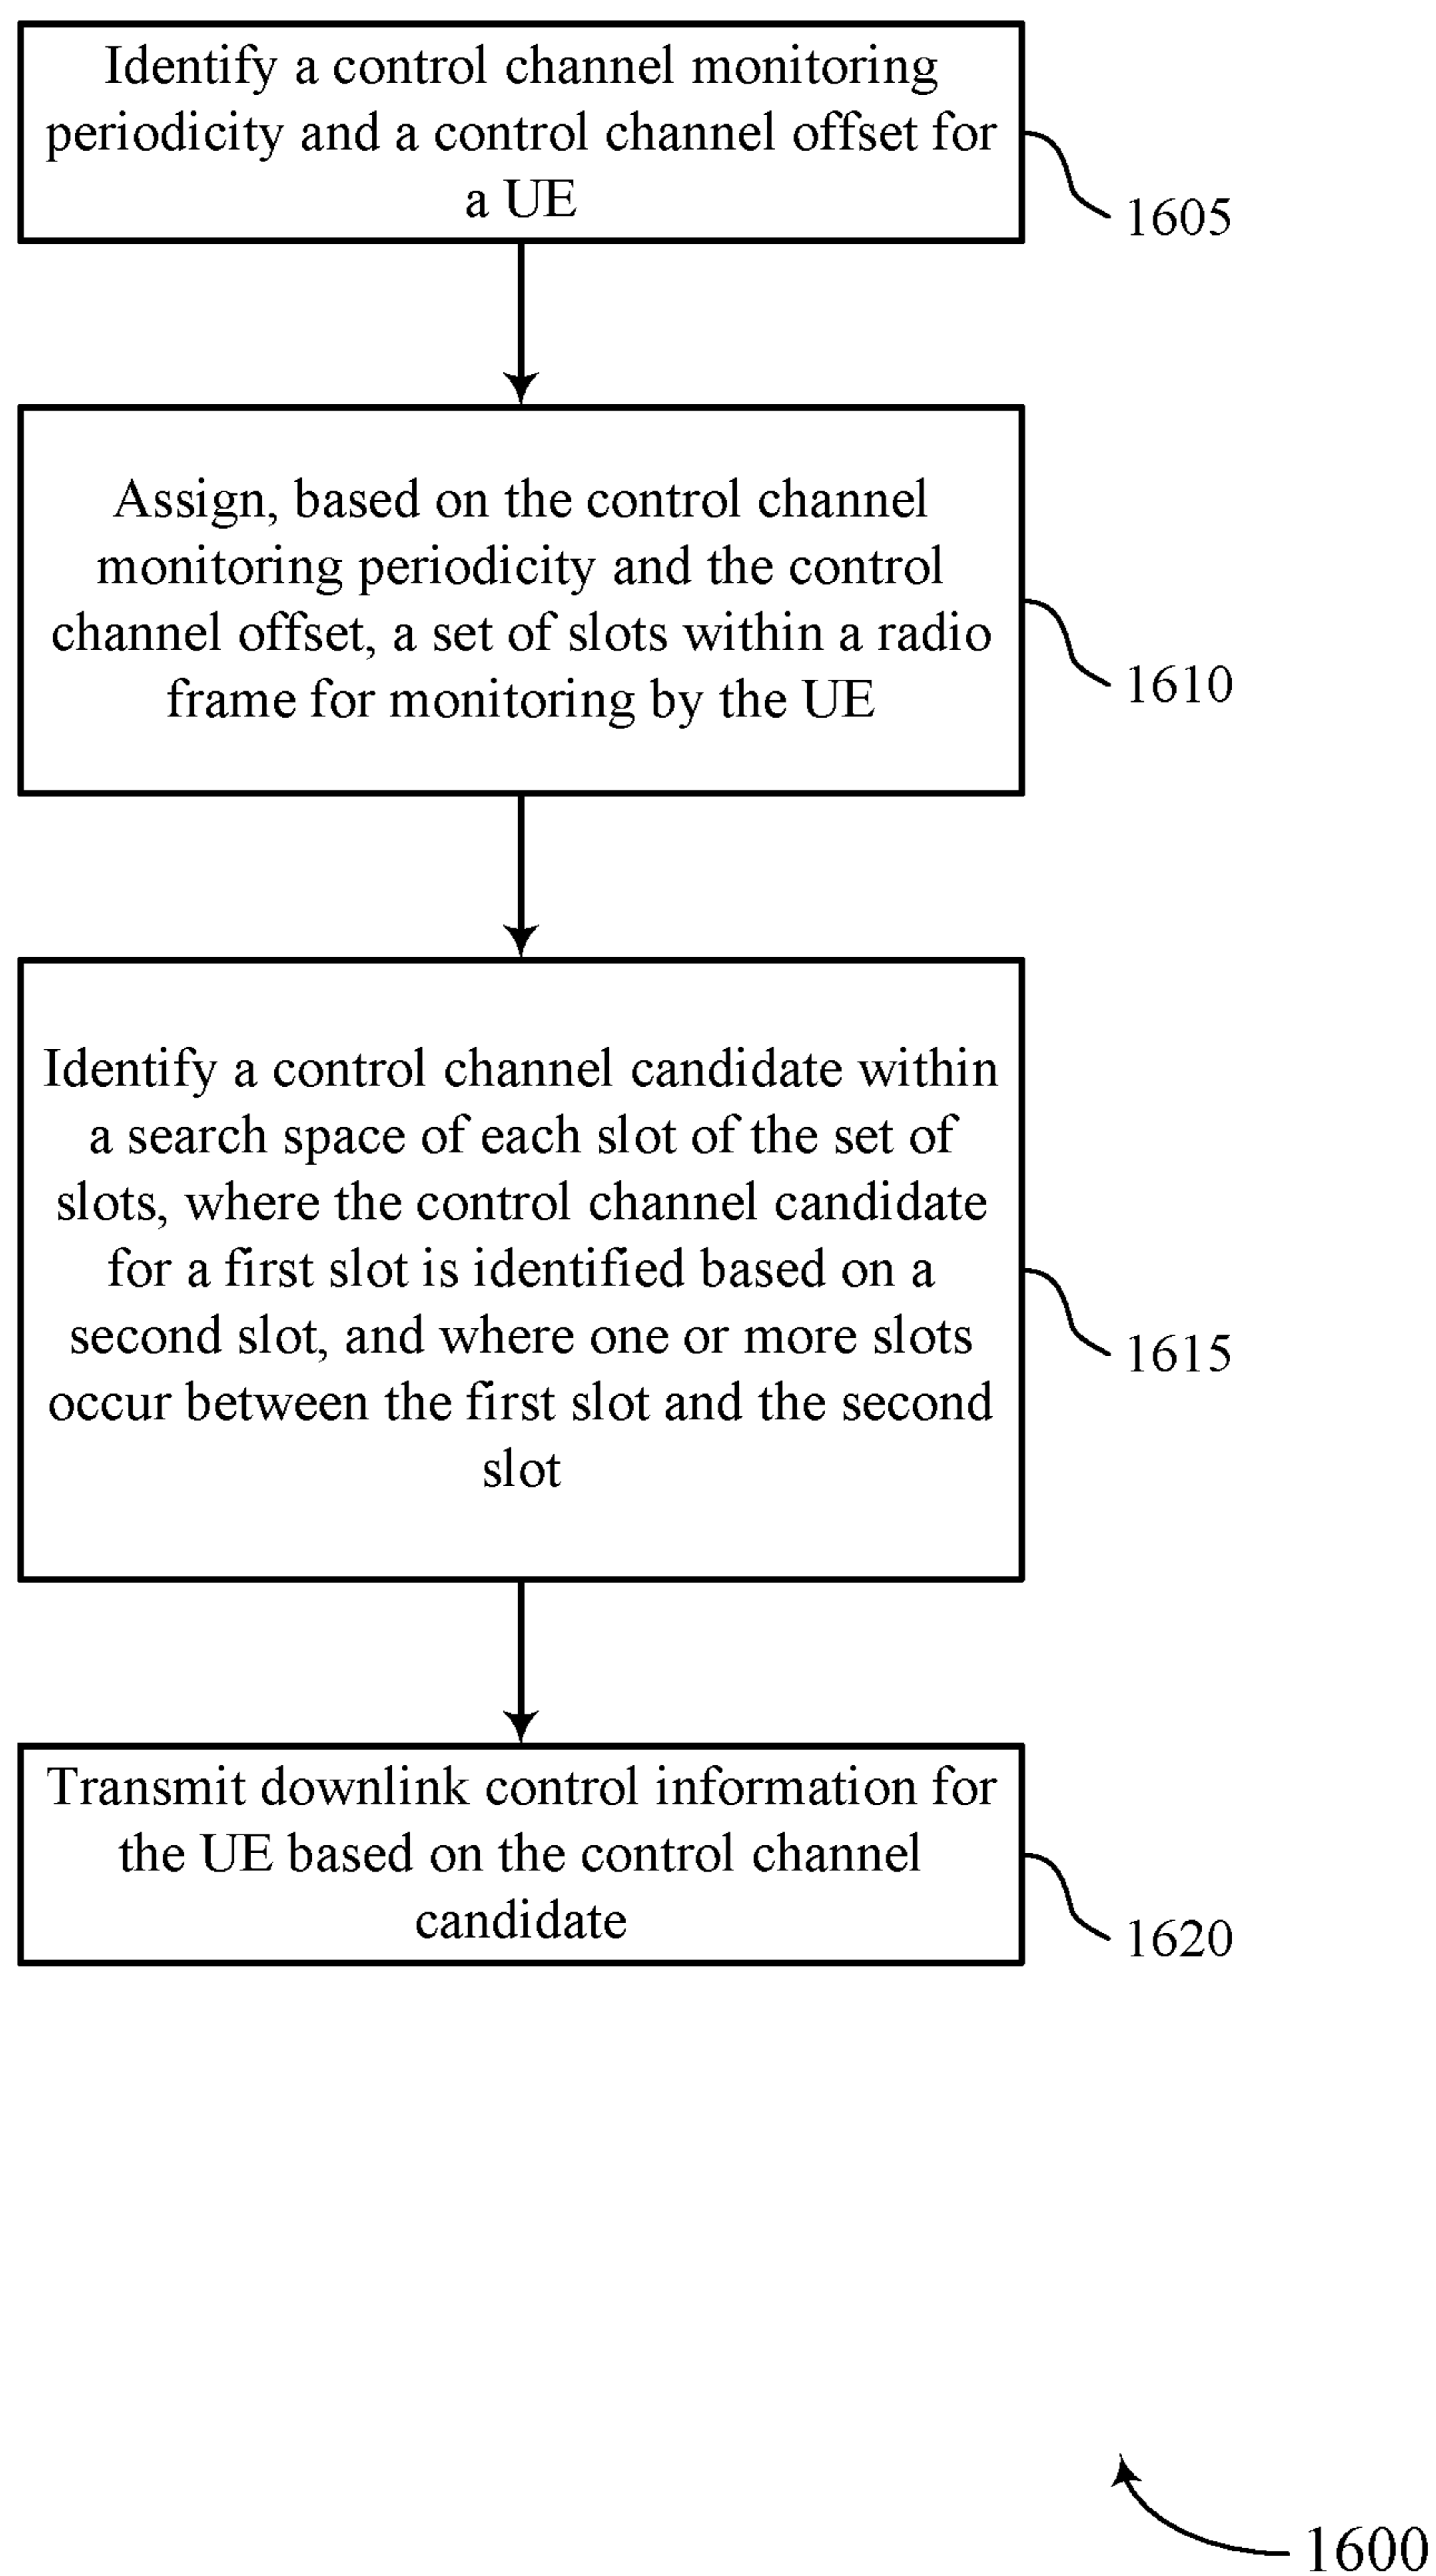 Identify a control channel monitoring
periodicity and a control channel offset for
a UE
1605
Assign, based on the control channel
monitoring periodicity and the control
channel offset, a set of slots within a radio
frame for monitoring by the UE
1610
Identify a control channel candidate within
a search space of each slot of the set of
slots, where the control channel candidate
for a first slot is identified based on a
second slot, and where one or more slots
occur between the first slot and the second
slot
1615
Transmit downlink control information for
the UE based on the control channel
candidate
1620
1600